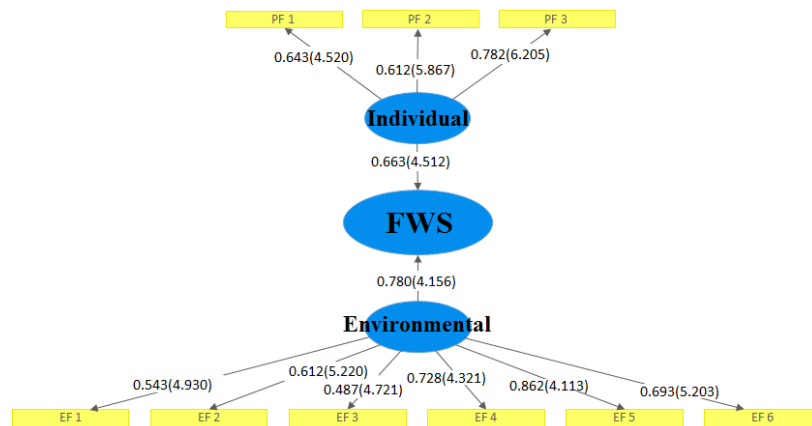 PF 1 PF 2 PF 3
0.643(4.520) 0.612(5.867) 0.782(6.205)
Individual
0.663(4.512)
FWS
0.780(4.156)
Environmental
0.543(4.930) 0.612(5.220) 0.487(4.721) 0.728(4.321) 0.862(4.113) 0.693(5.203)
EF 1 EF 2 EF 3 EF 4 EF 5 EF 6